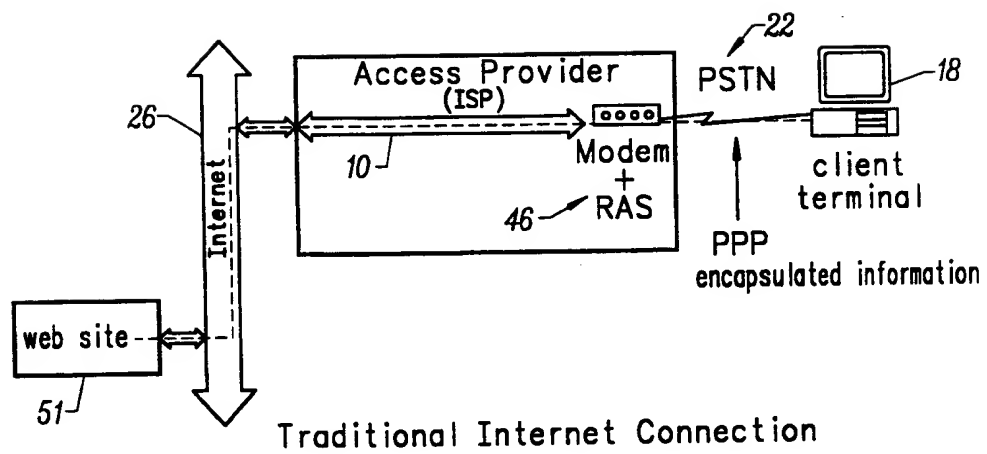 22
Access Provider
(ISP)
PSTN
18
26
10
Modem
+
RAS
46
client
terminal
Internet
PPP
encapsulated information
web site
51
Traditional Internet Connection